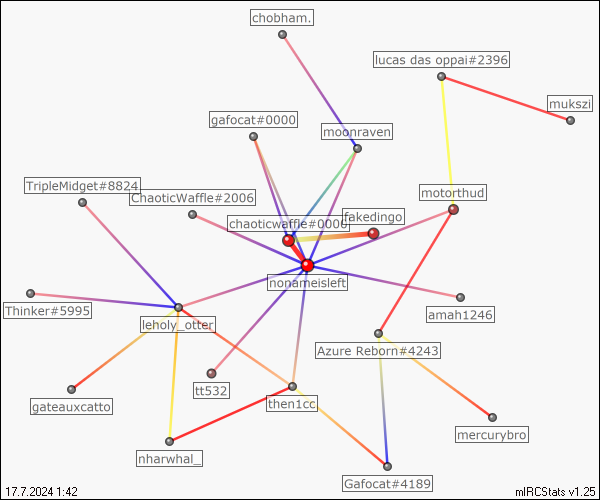 chobham.
lucas das oppai#2396
mukszi
gafocat#0000
moonraven
TripleMidget#8824
ChaoticWaffle#2006
motorthud
chaoticwaffle#0006
fakedingo
nonameisleft
Thinker#5995
leholy_otter
amah1246
Azure Reborn#4243
tt532
then1cc
gateauxcatto
mercurybro
nharwhal_
Gafocat#4189
17.7.2024 1:42
mIRCStats v1.25